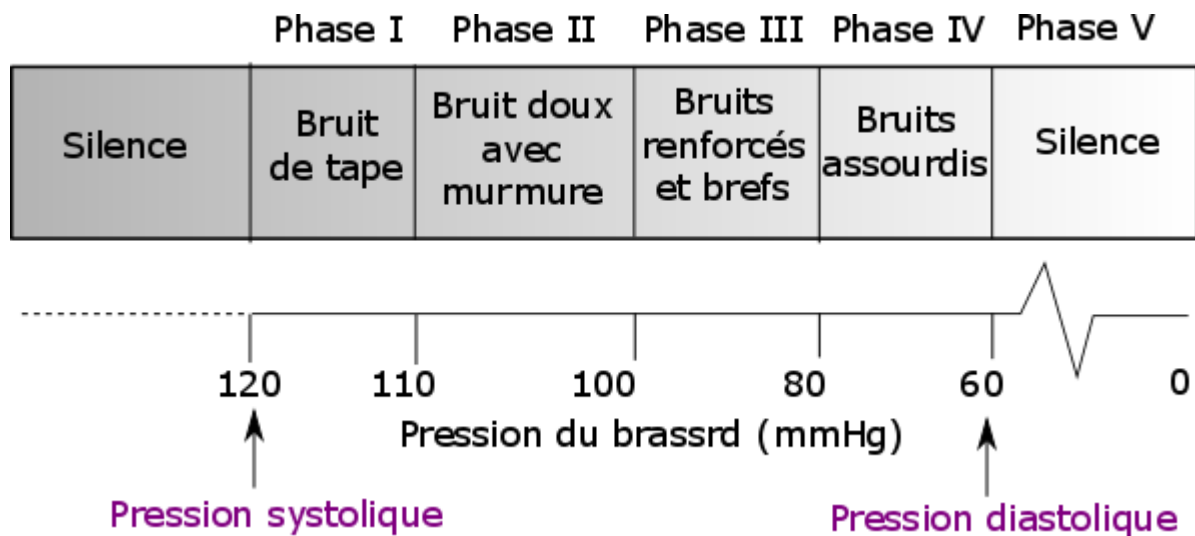 Phase I Phase II Phase III Phase IV Phase V
Silence
Bruit
de tape
Bruit doux
avec
murmure
Bruits
renforcés
et brefs
Bruits
assourdis
Silence
120 110 100 80 60 0
Pression du brassrd (mmHg)
Pression systolique
Pression diastolique